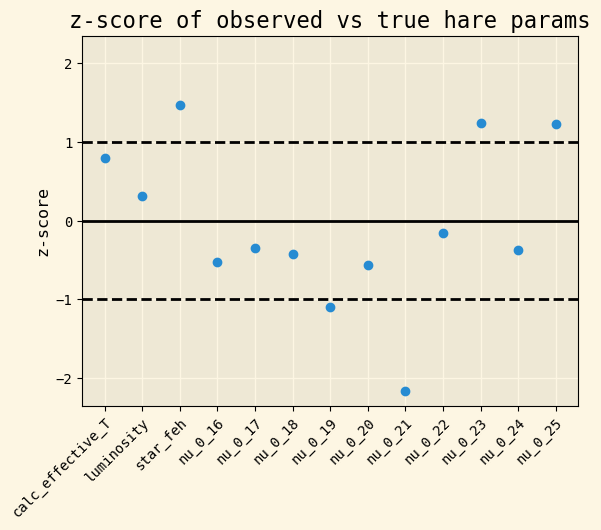 z-score of observed vs true hare params
z-score
2
1
0
−1
−2
calc_effective_T
luminosity
star_feh
nu_0_16
nu_0_17
nu_0_18
nu_0_19
nu_0_20
nu_0_21
nu_0_22
nu_0_23
nu_0_24
nu_0_25